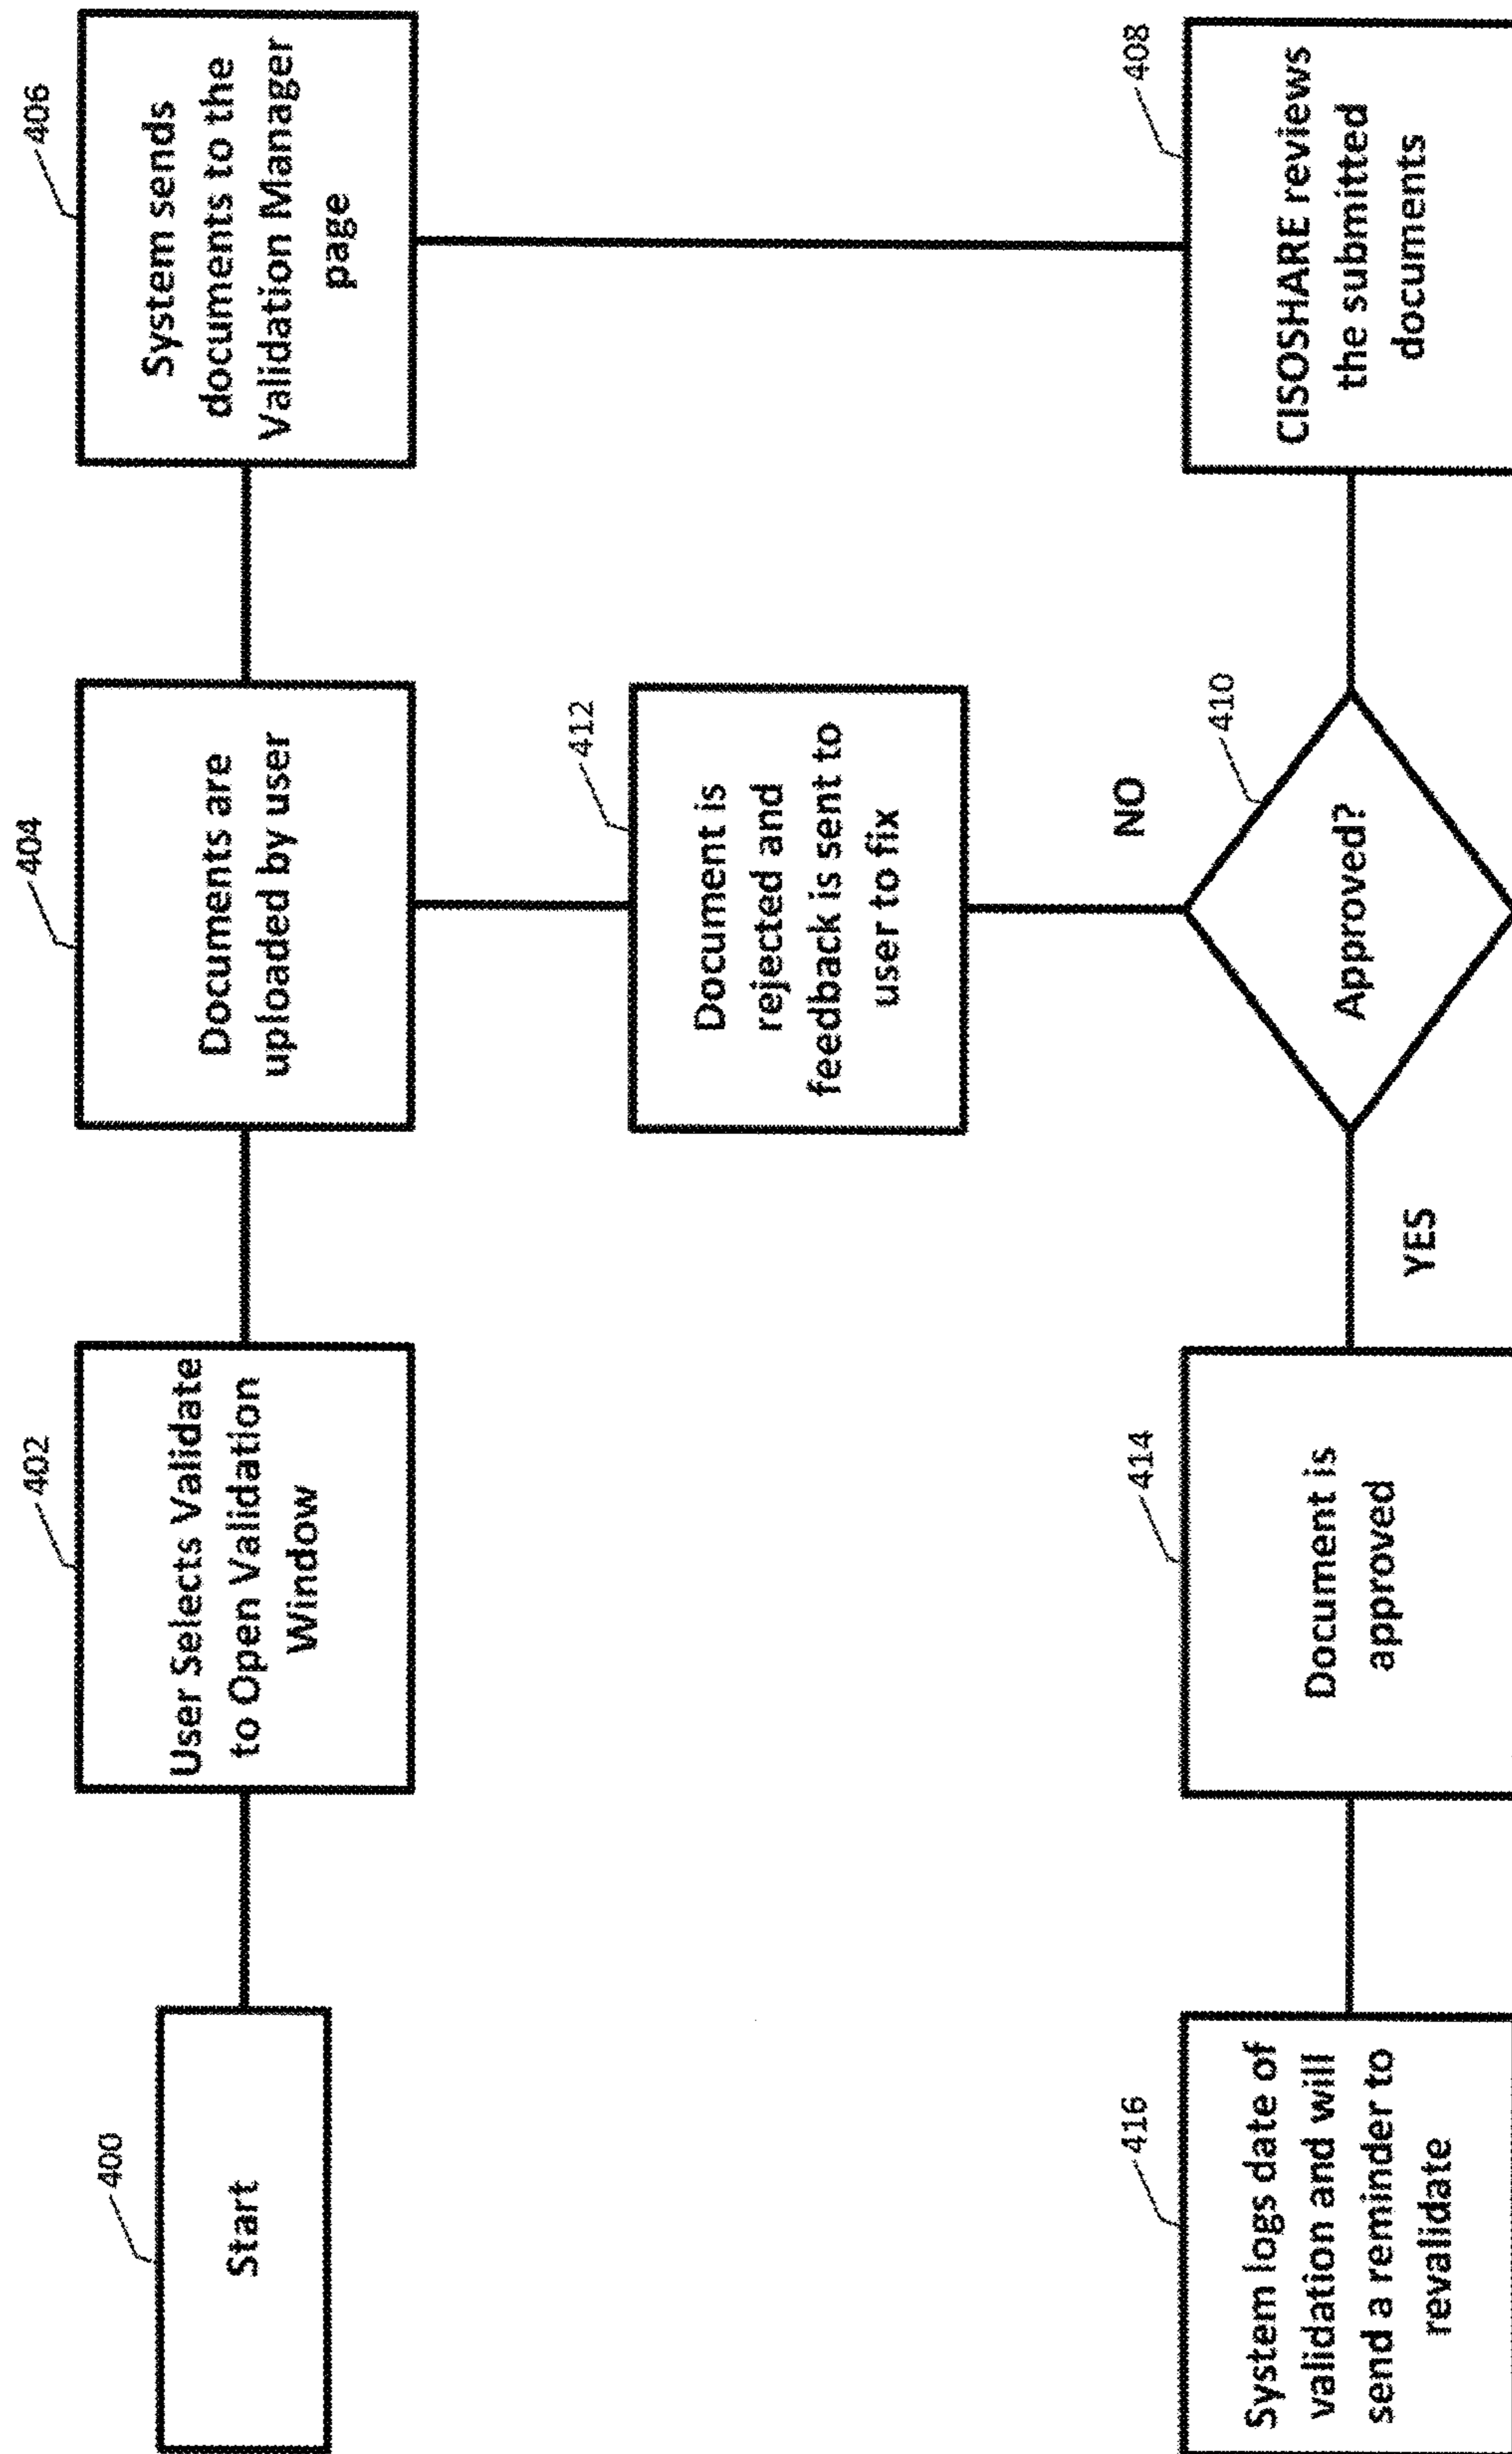 400
Start
402
User Selects Validate
to Open Validation
Window
404
Documents are
uploaded by user
406
System sends
documents to the
Validation Manager
page
412
Document is
rejected and
feedback is sent to
user to fix
NO
416
System logs date of
validation and will
send a reminder to
revalidate
414
Document is
approved
YES
410
Approved?
408
CISOSHARE reviews
the submitted
documents